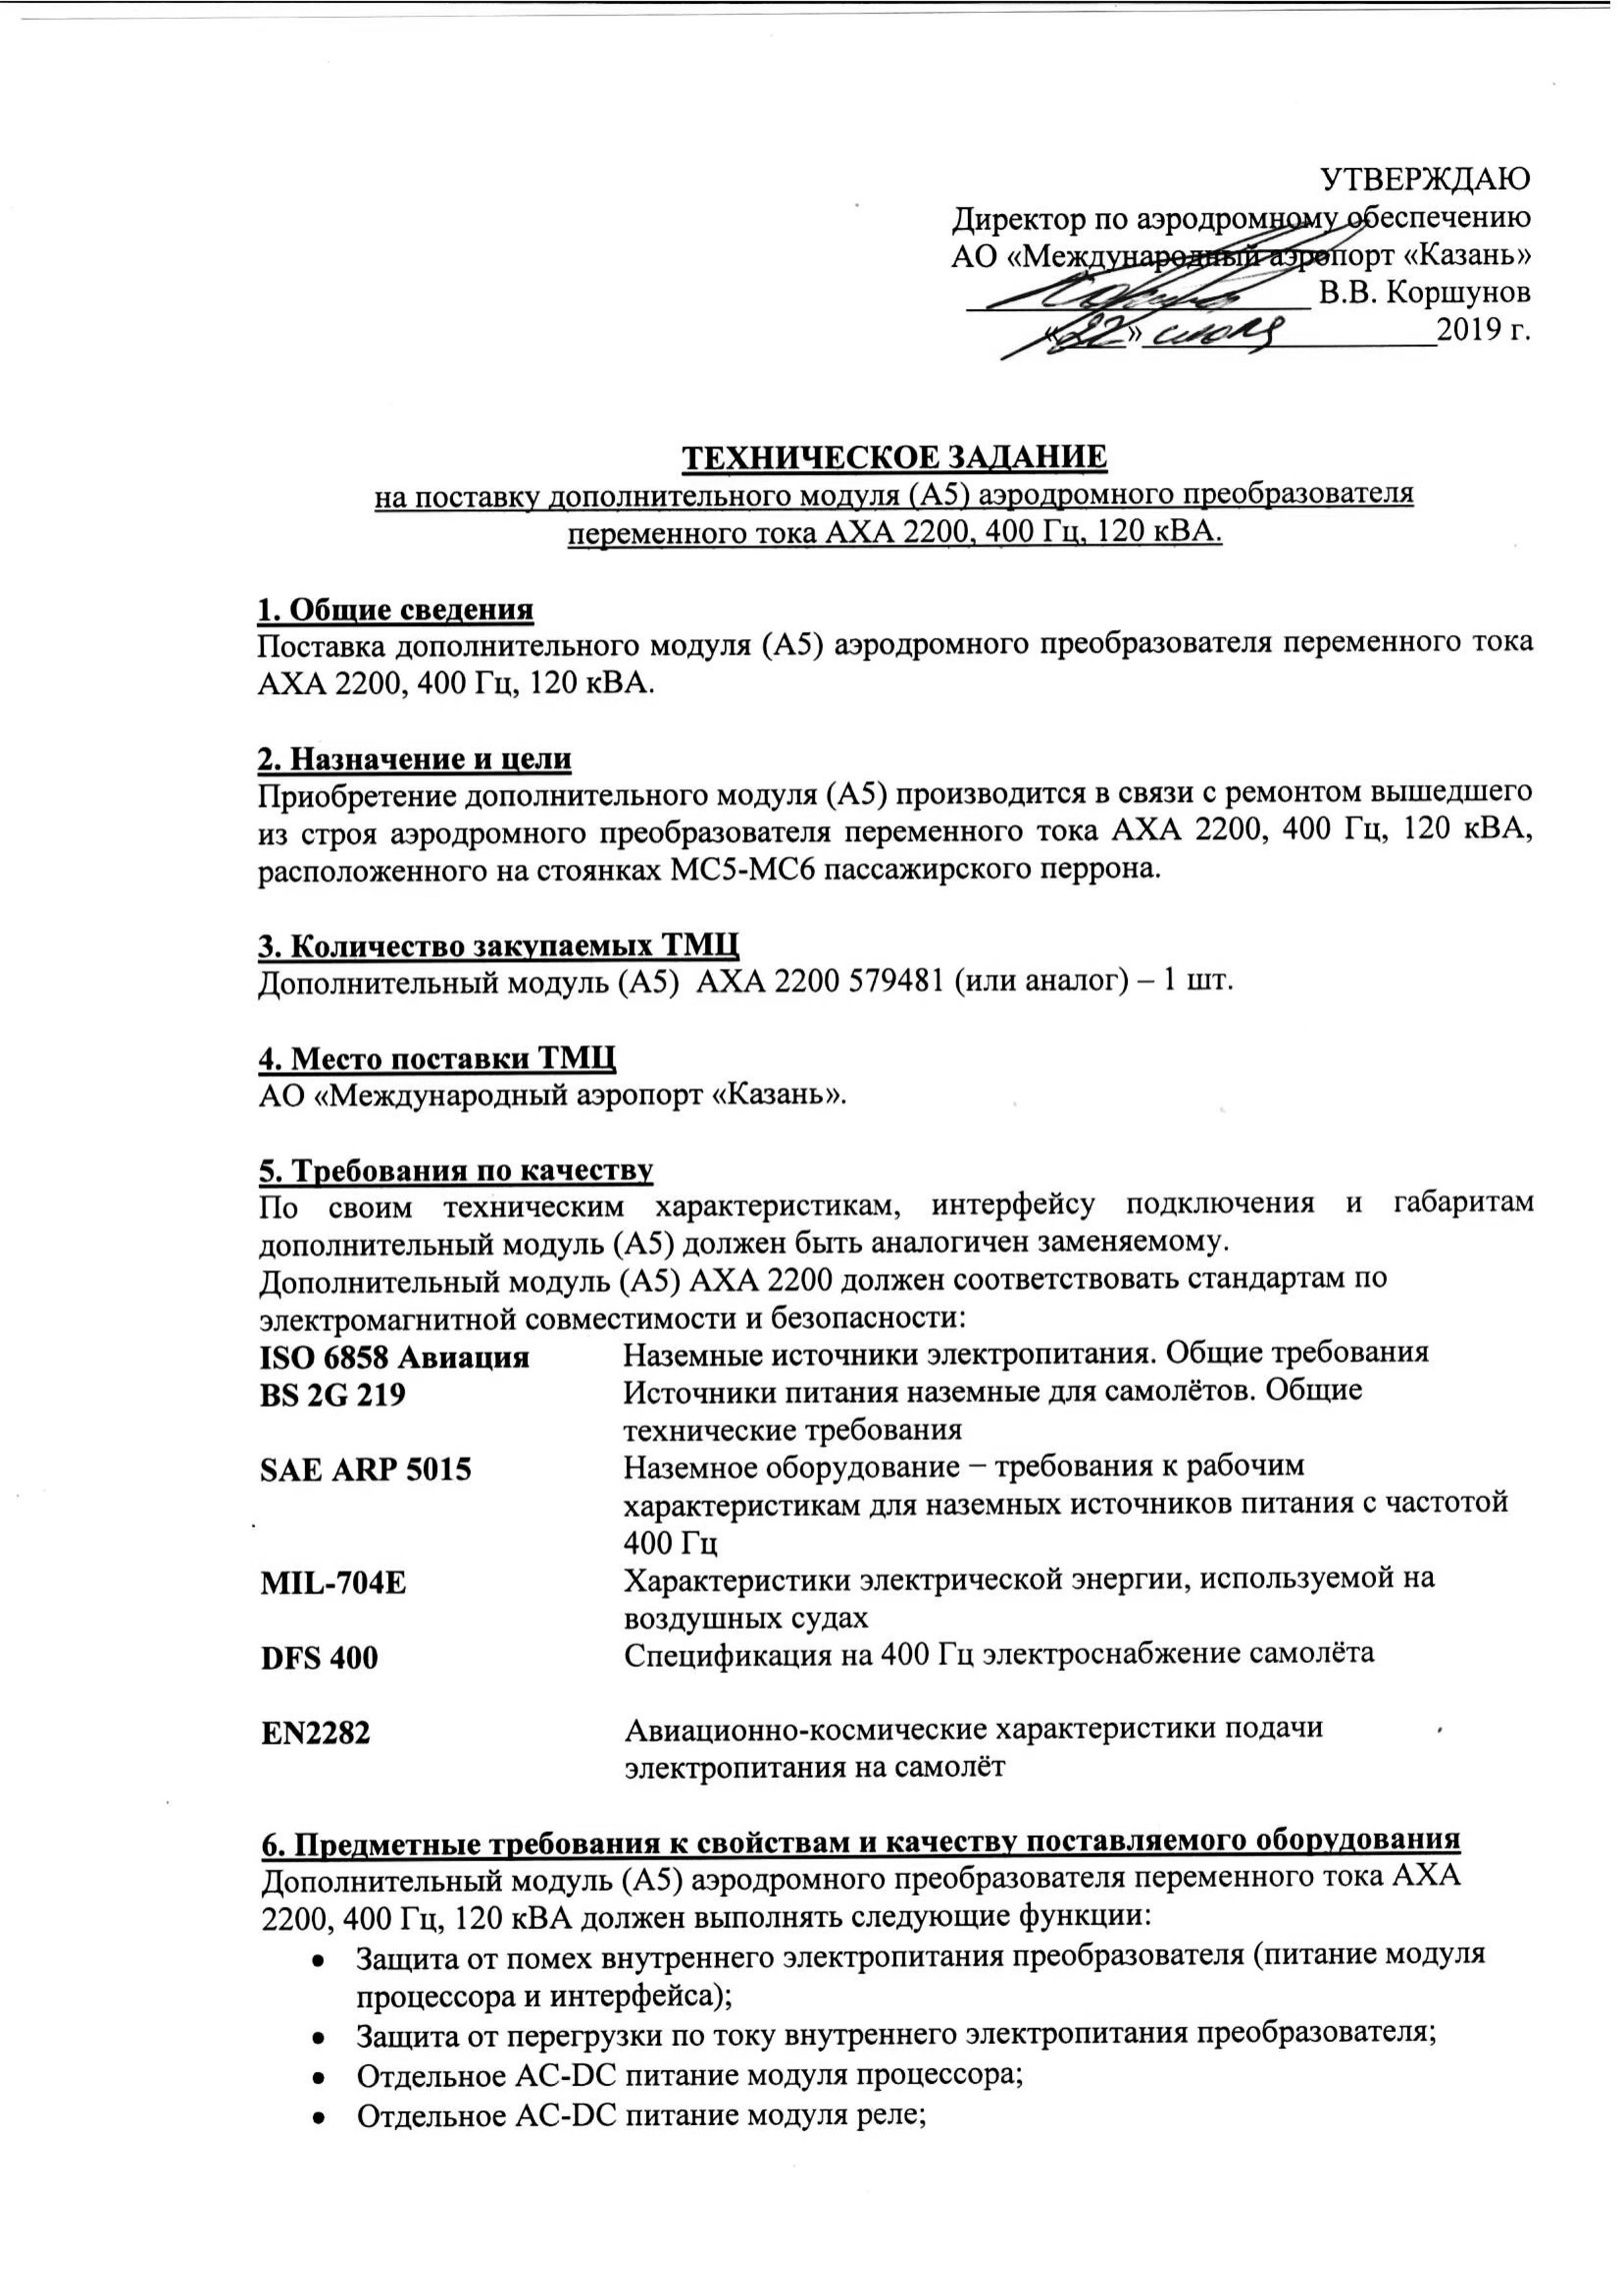 УТВЕРЖДАЮ
Директор по аэродромному обеспечению
АО «Международный аэропорт «Казань»
В.В. Коршунов
«22» июля 2019 г.
ТЕХНИЧЕСКОЕ ЗАДАНИЕ
на поставку дополнительного модуля (А5) аэродромного преобразователя
переменного тока АХА 2200, 400 Гц, 120 кВА.
1. Общие сведения
Поставка дополнительного модуля (А5) аэродромного преобразователя переменного тока
АХА 2200, 400 Гц, 120 кВА.
2. Назначение и цели
Приобретение дополнительного модуля (А5) производится в связи с ремонтом вышедшего
из строя аэродромного преобразователя переменного тока АХА 2200, 400 Гц, 120 кВА,
расположенного на стоянках МС5-МС6 пассажирского перрона.
3. Количество закупаемых ТМЦ
Дополнительный модуль (А5) АХА 2200 579481 (или аналог) – 1 шт.
4. Место поставки ТМЦ
АО «Международный аэропорт «Казань».
5. Требования по качеству
По своим техническим характеристикам, интерфейсу подключения и габаритам
дополнительный модуль (А5) должен быть аналогичен заменяемому.
Дополнительный модуль (А5) АХА 2200 должен соответствовать стандартам по
электромагнитной совместимости и безопасности:
ISO 6858 Авиация Наземные источники электропитания. Общие требования
BS 2G 219 Источники питания наземные для самолётов. Общие
технические требования
SAE ARP 5015 Наземное оборудование – требования к рабочим
характеристикам для наземных источников питания с частотой
400 Гц
MIL-704E Характеристики электрической энергии, используемой на
воздушных судах
DFS 400 Спецификация на 400 Гц электроснабжение самолёта
EN2282 Авиационно-космические характеристики подачи
электропитания на самолёт
6. Предметные требования к свойствам и качеству поставляемого оборудования
Дополнительный модуль (А5) аэродромного преобразователя переменного тока АХА
2200, 400 Гц, 120 кВА должен выполнять следующие функции:
• Защита от помех внутреннего электропитания преобразователя (питание модуля
процессора и интерфейса);
• Защита от перегрузки по току внутреннего электропитания преобразователя;
• Отдельное AC-DC питание модуля процессора;
• Отдельное AC-DC питание модуля реле;